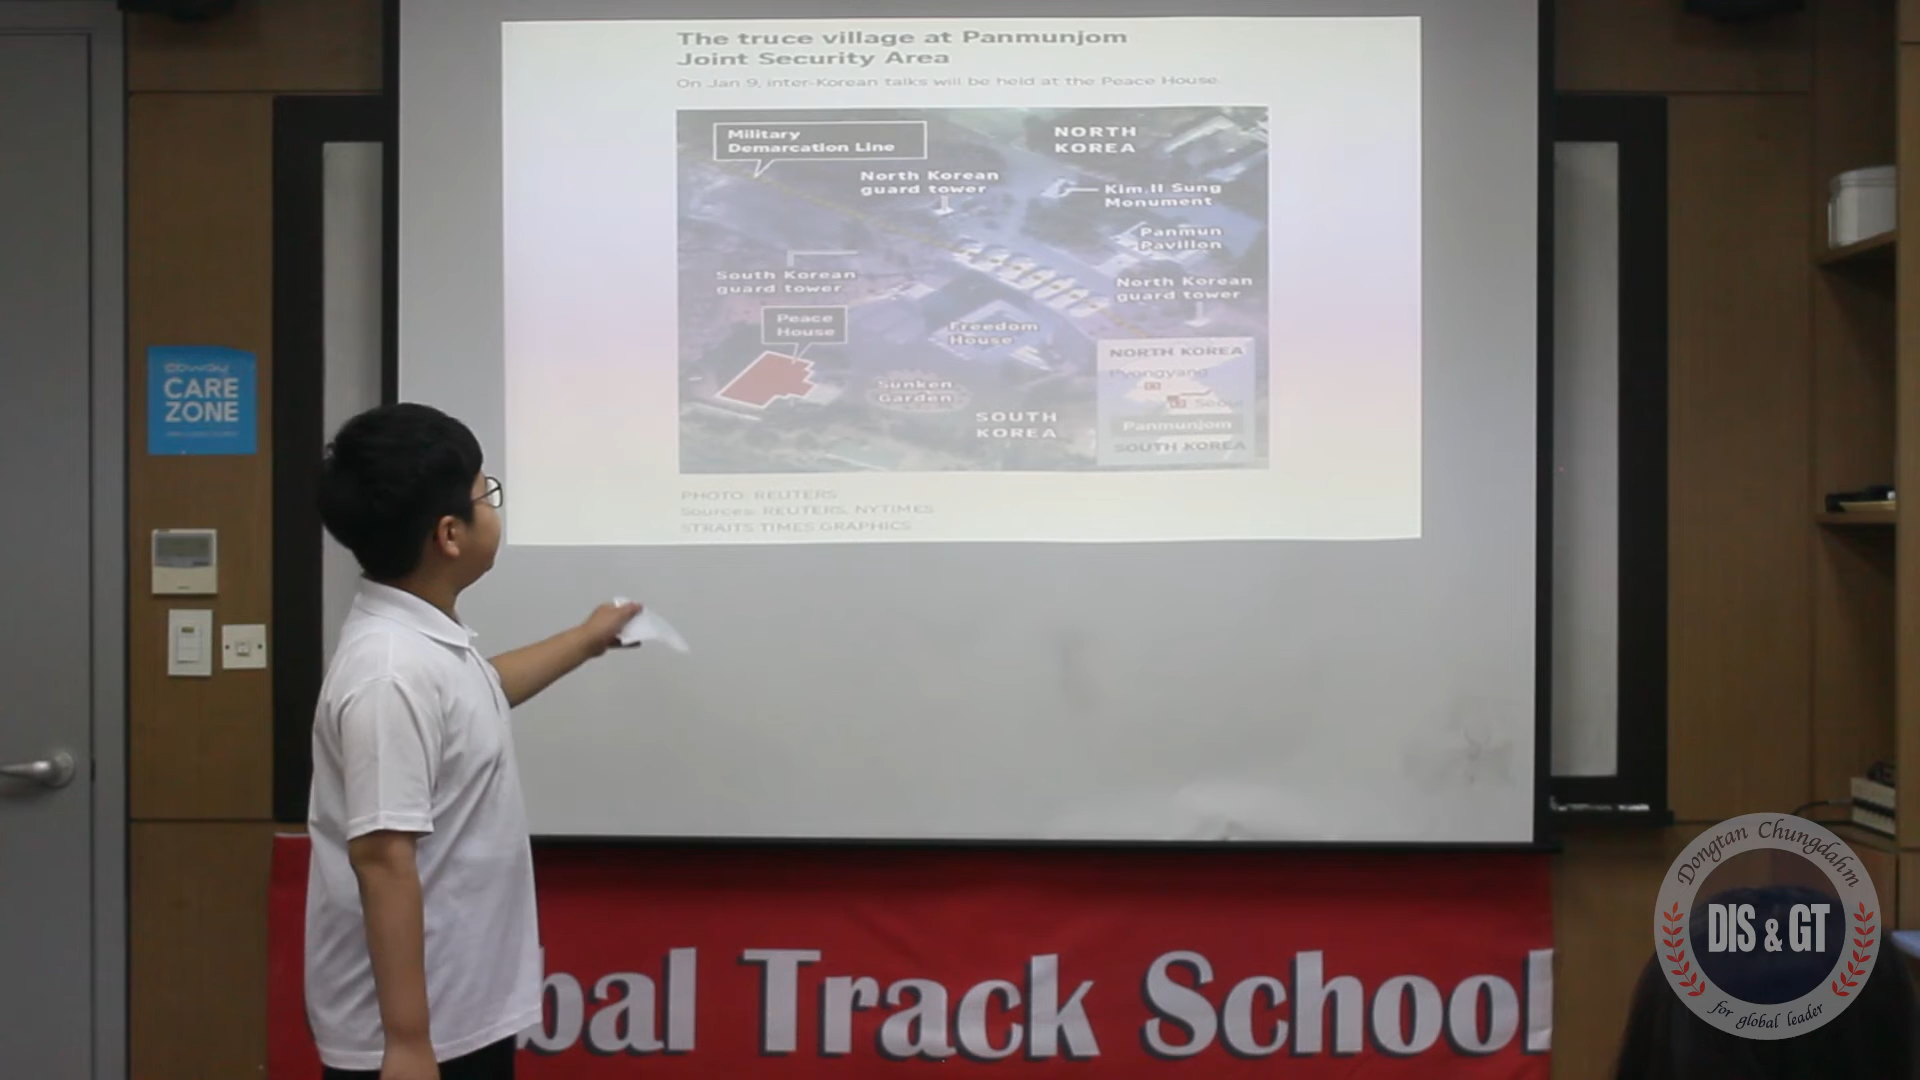 The truce village at Panmunjom
Joint Security Area
On Jan 9, inter-Korean talks will be held at the Peace House.
Military
Demarcation Line
NORTH
KOREA
North Korean
guard tower
Kim Il Sung
Monument
Panmun
Pavilion
South Korean
guard tower
North Korean
guard tower
Peace
House
Freedom
House
NORTH KOREA
Pyongyang
Sunken
Garden
Seoul
SOUTH
KOREA
Panmunjom
SOUTH KOREA
PHOTO: REUTERS
Sources: REUTERS, NYTIMES
STRAITS TIMES GRAPHICS
coway
CARE
ZONE
bal Track School
Dongtan Chungdahm
DIS & GT
for global leader